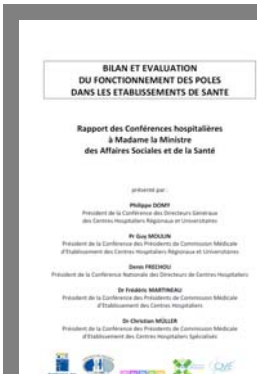 BILAN ET EVALUATION
DU FONCTIONNEMENT DES POLES
DANS LES ETABLISSEMENTS DE SANTE
Rapport des Conférences hospitalières
à Madame la Ministre
des Affaires Sociales et de la Santé
présenté par :
Philippe DOMY
Président de la Conférence des Directeurs Généraux
des Centres Hospitaliers Régionaux et Universitaires
Pr Guy MOULIN
Président de la Conférence des Présidents de Commission Médicale
d'Etablissement des Centres Hospitaliers Régionaux et Universitaires
Denis FRECHOU
Président de la Conférence Nationale des Directeurs de Centres Hospitaliers
Dr Frédéric MARTINEAU
Président de la Conférence des Présidents de Commission Médicale
d'Etablissement des Centres Hospitaliers
Dr Christian MÜLLER
Président de la Conférence des Présidents de Commission Médicale
d'Etablissement des Centres Hospitaliers Spécialisés